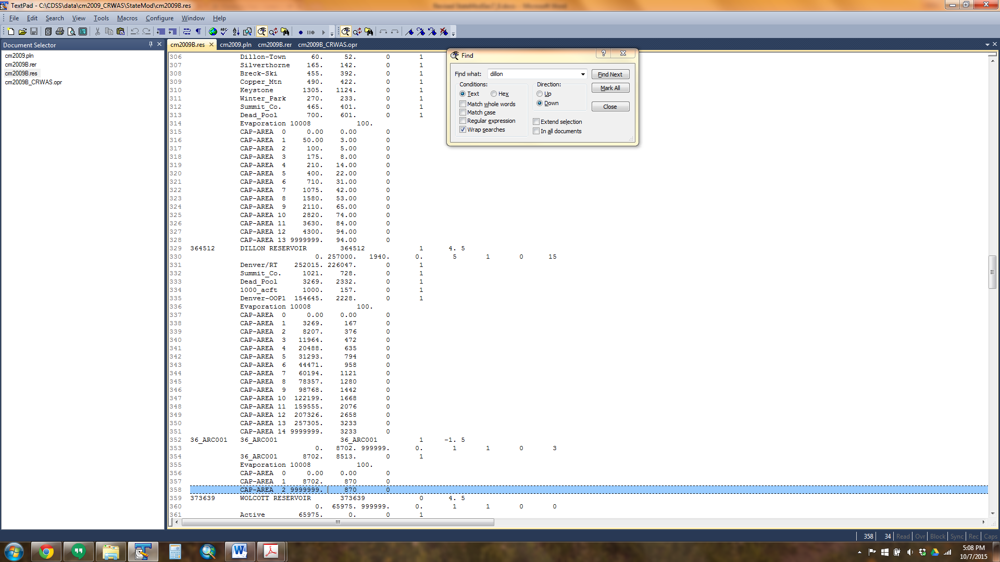 TextPad - C:\CDSS\data\cm2009_CRWAS\StateMod\cm2009B.res
File Edit Search View Tools Macros Configure Window Help
Document Selector
cm2009.pln
cm2009B.rer
cm2009B.res
cm2009B_CRWAS.opr
cm2009B.res cm2009.pln cm2009B.rer cm2009B_CRWAS.opr
306 Dillon-Town 60. 52. 0 1
307 Silverthorne 165. 142. 0 1
308 Breck-Ski 455. 392. 0 1
309 Copper_Mtn 490. 422. 0 1
310 Keystone 1305. 1124. 0 1
311 Winter_Park 270. 233. 0 1
312 Summit_Co. 465. 401. 0 1
313 Dead_Pool 700. 601. 0 1
314 Evaporation 10008 100.
315 CAP-AREA 0 0.00 0.00 0
316 CAP-AREA 1 50.00 3.00 0
317 CAP-AREA 2 100. 5.00 0
318 CAP-AREA 3 175. 8.00 0
319 CAP-AREA 4 210. 14.00 0
320 CAP-AREA 5 400. 22.00 0
321 CAP-AREA 6 710. 31.00 0
322 CAP-AREA 7 1075. 42.00 0
323 CAP-AREA 8 1580. 53.00 0
324 CAP-AREA 9 2110. 65.00 0
325 CAP-AREA 10 2820. 74.00 0
326 CAP-AREA 11 3630. 84.00 0
327 CAP-AREA 12 4300. 94.00 0
328 CAP-AREA 13 9999999. 94.00 0
329 364512 DILLON RESERVOIR 364512 1 4. 5
330 0. 257000. 1940. 0. 5 1 0 15
331 Denver/RT 252015. 226047. 0 1
332 Summit_Co. 1021. 728. 0 1
333 Dead_Pool 3269. 2332. 0 1
334 1000_acft 1000. 157. 0 1
335 Denver-OOP1 154645. 2228. 0 1
336 Evaporation 10008 100.
337 CAP-AREA 0 0.00 0.00 0
338 CAP-AREA 1 3269. 167 0
339 CAP-AREA 2 8207. 376 0
340 CAP-AREA 3 11964. 472 0
341 CAP-AREA 4 20488. 635 0
342 CAP-AREA 5 31293. 794 0
343 CAP-AREA 6 44471. 958 0
344 CAP-AREA 7 60194. 1121 0
345 CAP-AREA 8 78357. 1280 0
346 CAP-AREA 9 98768. 1442 0
347 CAP-AREA 10 122199. 1668 0
348 CAP-AREA 11 159555. 2076 0
349 CAP-AREA 12 207326. 2658 0
350 CAP-AREA 13 257305. 3233 0
351 CAP-AREA 14 9999999. 3233 0
352 36_ARC001 36_ARC001 36_ARC001 1 -1. 5
353 0. 8702. 999999. 0. 1 1 0 3
354 36_ARC001 8702. 8513. 0 1
355 Evaporation 10008 100.
356 CAP-AREA 0 0.00 0.00 0
357 CAP-AREA 1 8702. 870 0
358 CAP-AREA 2 9999999. 870 0
359 373639 WOLCOTT RESERVOIR 373639 0 4. 5
360 0. 65975. 999999. 0. 1 1 0 0
361 Active 65975. 0. 0 1
Find
Find what: dillon
Find Next
Conditions:
Text Hex
Match whole words
Match case
Regular expression
Wrap searches
Direction:
Up
Down
Mark All
Close
Extend selection
In all documents
358 34 Read Ovr Block Sync Rec Caps
5:08 PM
10/7/2015